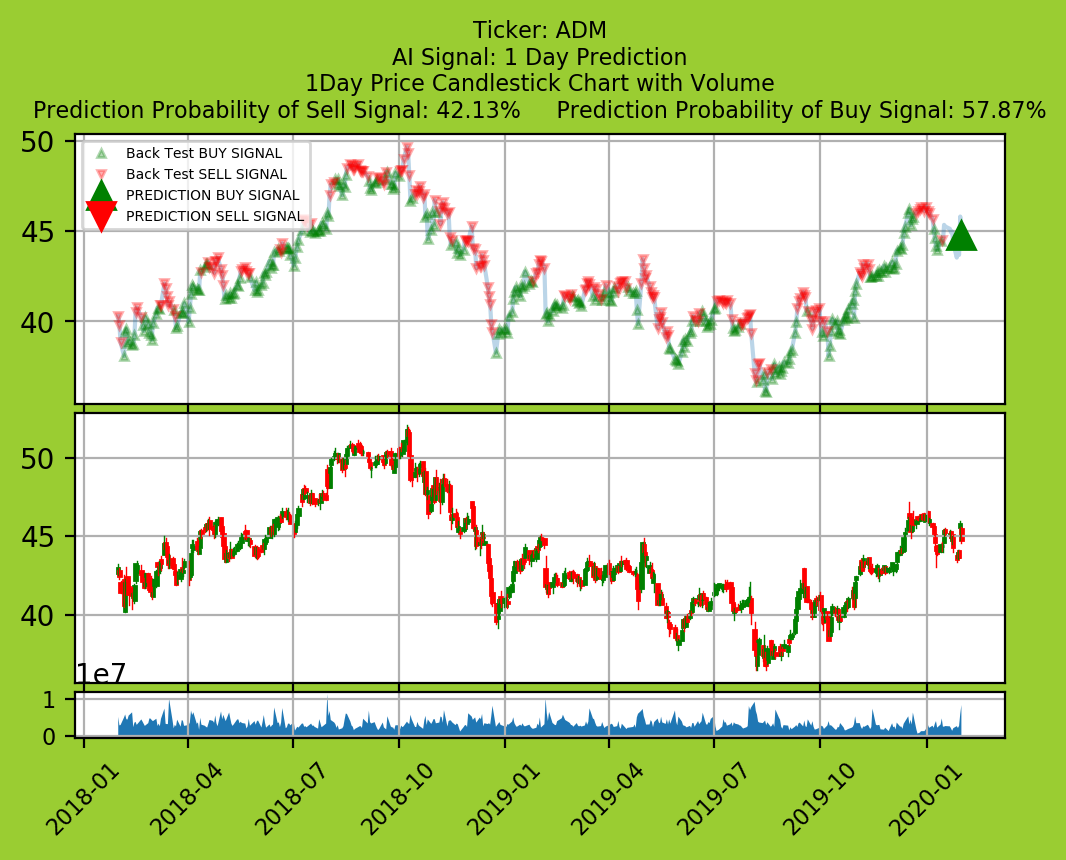 Ticker: ADM
AI Signal: 1 Day Prediction
1Day Price Candlestick Chart with Volume
Prediction Probability of Sell Signal: 42.13%     Prediction Probability of Buy Signal: 57.87%
50
45
40
Back Test BUY SIGNAL
Back Test SELL SIGNAL
PREDICTION BUY SIGNAL
PREDICTION SELL SIGNAL
50
45
40
1e7
1
0
2018-01
2018-04
2018-07
2018-10
2019-01
2019-04
2019-07
2019-10
2020-01